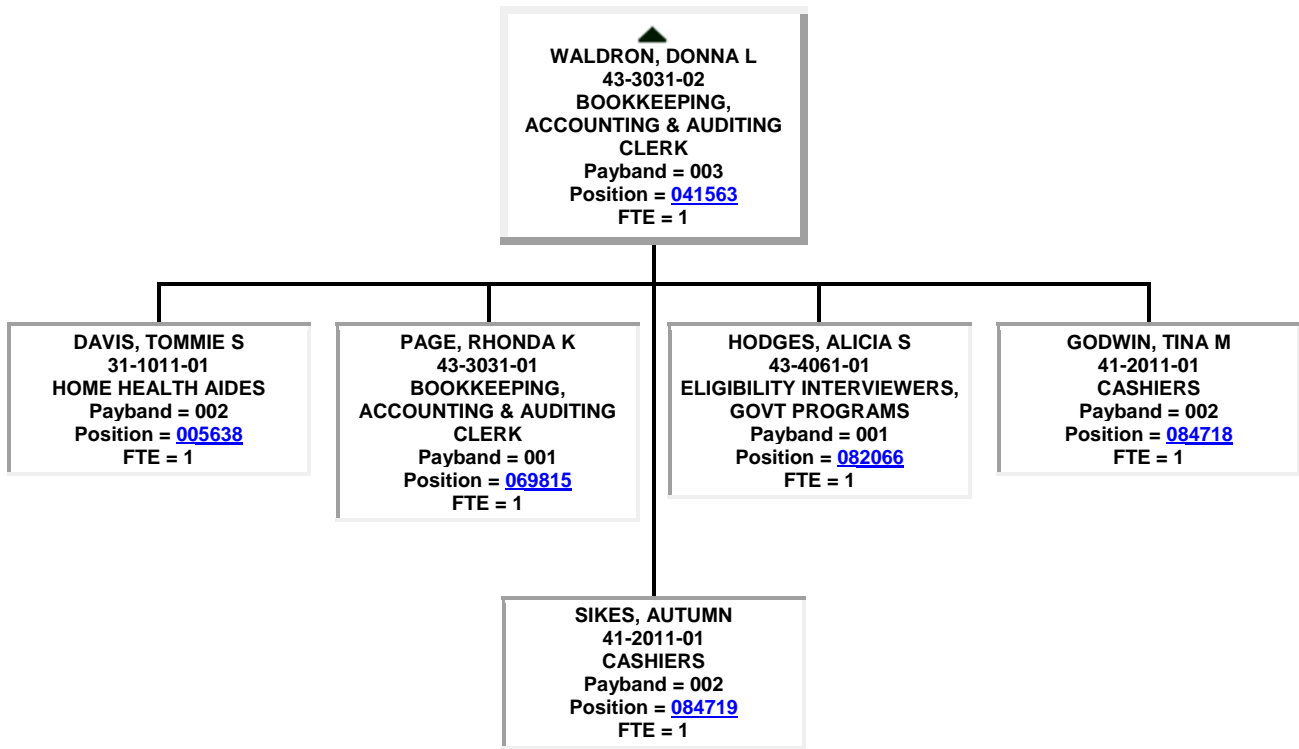 WALDRON, DONNA L
43-3031-02
BOOKKEEPING,
ACCOUNTING & AUDITING
CLERK
Payband = 003
Position = 041563
FTE = 1
DAVIS, TOMMIE S
31-1011-01
HOME HEALTH AIDES
Payband = 002
Position = 005638
FTE = 1
PAGE, RHONDA K
43-3031-01
BOOKKEEPING,
ACCOUNTING & AUDITING
CLERK
Payband = 001
Position = 069815
FTE = 1
HODGES, ALICIA S
43-4061-01
ELIGIBILITY INTERVIEWERS,
GOVT PROGRAMS
Payband = 001
Position = 082066
FTE = 1
GODWIN, TINA M
41-2011-01
CASHIERS
Payband = 002
Position = 084718
FTE = 1
SIKES, AUTUMN
41-2011-01
CASHIERS
Payband = 002
Position = 084719
FTE = 1